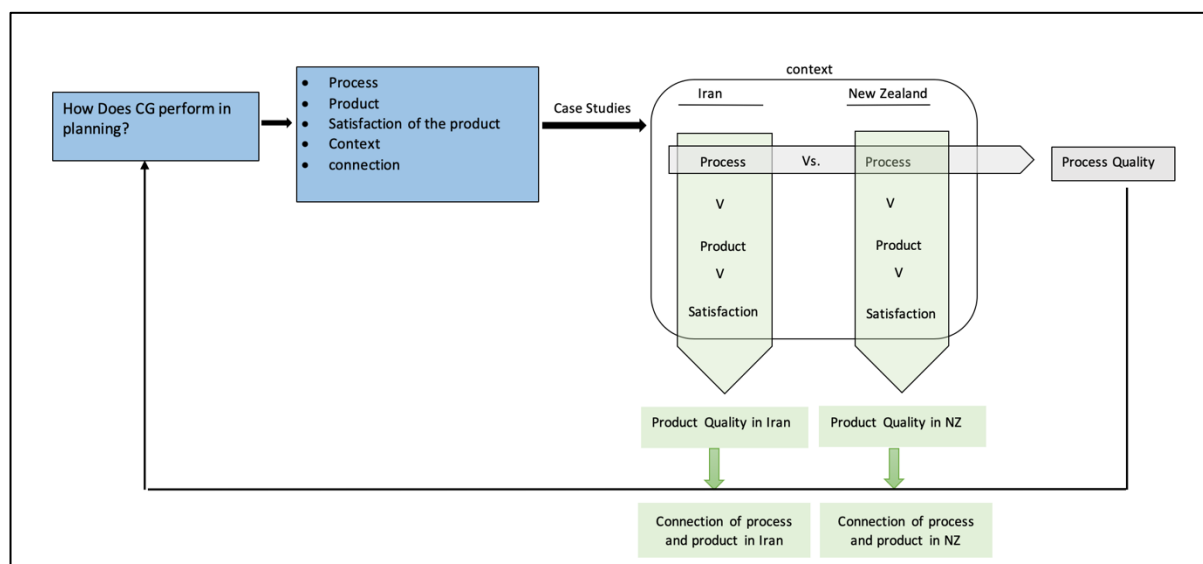 How Does CG perform in
planning?
• Process
• Product
• Satisfaction of the product
• Context
• connection
Case Studies
context
Iran
New Zealand
Process
Vs.
Process
Process Quality
V
V
Product
Product
V
V
Satisfaction
Satisfaction
Product Quality in Iran
Product Quality in NZ
Connection of process
and product in Iran
Connection of process
and product in NZ